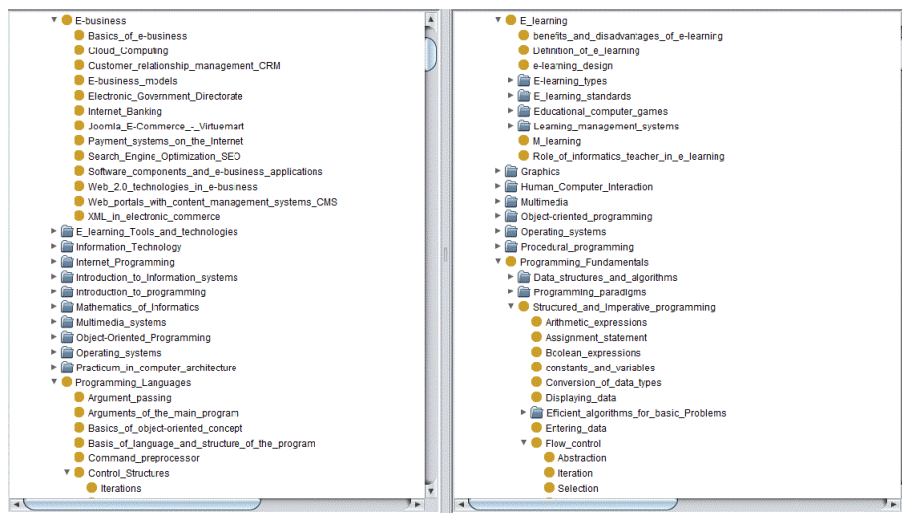 E-business
Basics_of_e-business
Cloud_Computing
Customer_relationship_management_CRM
E-business_models
Electronic_Government_Directorate
Internet_Banking
Joomla_E-Commerce_-_Virtuemart
Payment_systems_on_the_Internet
Search_Engine_Optimization_SEO
Software_components_and_e-business_applications
Web_2.0_technologies_in_e-business
Web_portals_with_content_management_systems_CMS
XML_in_electronic_commerce
E_learning_Tools_and_technologies
Information_Technology
Internet_Programming
Introduction_to_Information_systems
Introduction_to_programming
Mathematics_of_Informatics
Multimedia_systems
Object-Oriented_Programming
Operating_systems
Practicum_in_computer_architecture
Programming_Languages
Argument_passing
Arguments_of_the_main_program
Basics_of_object-oriented_concept
Basis_of_language_and_structure_of_the_program
Command_preprocessor
Control_Structures
Iterations
E_learning
benefits_and_disadvanages_of_e-learning
Definition_of_e_learning
e-learning_design
E-learning_types
E_learning_standards
Educational_computer_games
Learning_management_systems
M_learning
Role_of_informatics_teacher_in_e_learning
Graphics
Human_Computer_Interaction
Multimedia
Object-oriented_programming
Operating_systems
Procedural_programming
Programming_Fundamentals
Data_structures_and_algorithms
Programming_paradigms
Structured_and_Imperative_programming
Arithmetic_expressions
Assignment_statement
Boolean_expressions
constants_and_variables
Conversion_of_data_types
Displaying_data
Efficient_algorithms_for_basic_Problems
Entering_data
Flow_control
Abstraction
Iteration
Selection